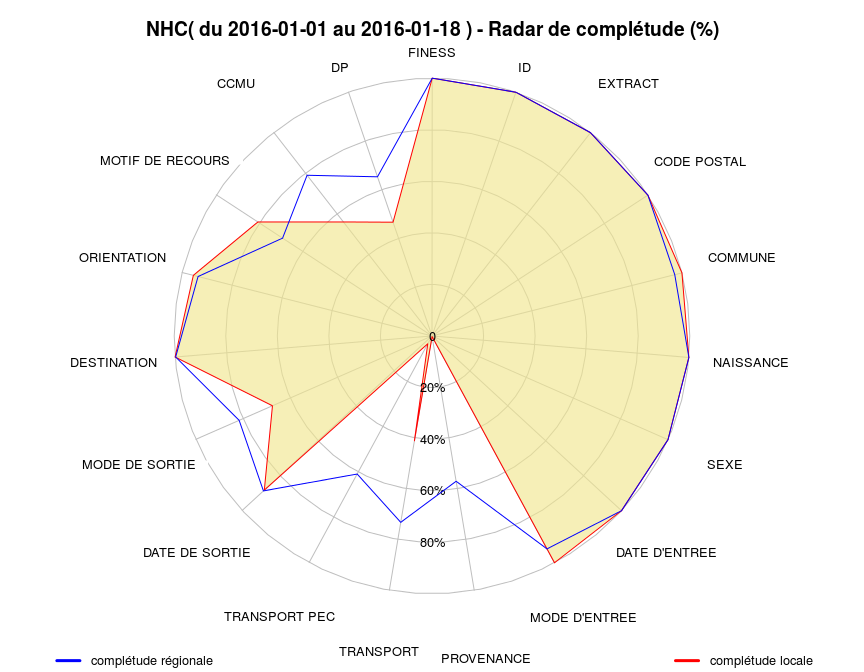 NHC( du 2016-01-01 au 2016-01-18 ) - Radar de complétude (%)
FINESS
DP
ID
CCMU
EXTRACT
MOTIF DE RECOURS
CODE POSTAL
ORIENTATION
COMMUNE
0
DESTINATION
NAISSANCE
20%
40%
MODE DE SORTIE
SEXE
60%
80%
DATE DE SORTIE
DATE D'ENTREE
TRANSPORT PEC
MODE D'ENTREE
TRANSPORT
PROVENANCE
complétude régionale
complétude locale